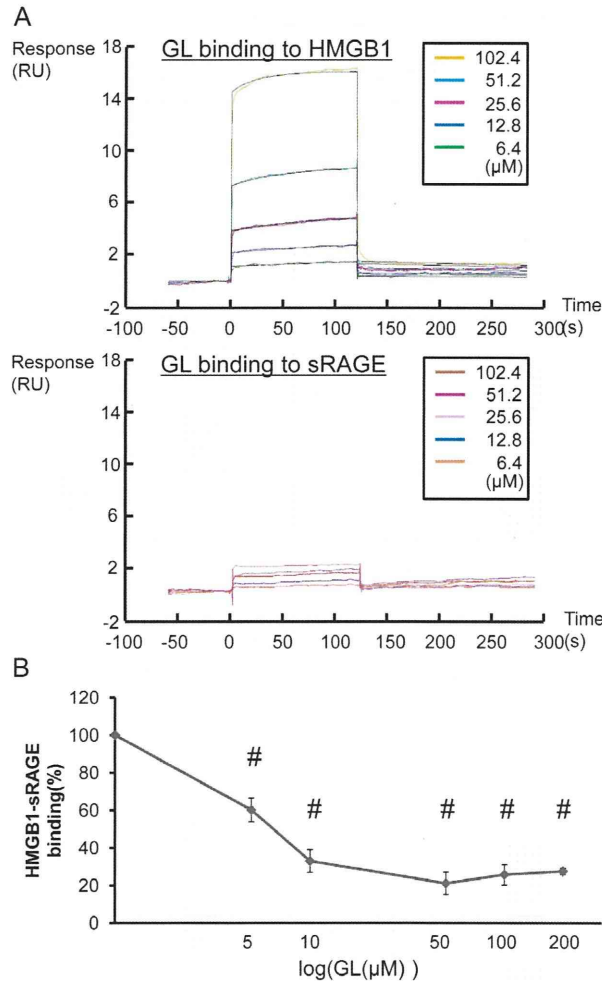 A
Response
(RU)
GL binding to HMGB1
18
14
10
6
2
-2
102.4
51.2
25.6
12.8
6.4
(μM)
Time
(s)
-100 -50 0 50 100 150 200 250 300
Response
(RU)
GL binding to sRAGE
18
14
10
6
2
-2
102.4
51.2
25.6
12.8
6.4
(μM)
Time
(s)
-100 -50 0 50 100 150 200 250 300
B
HMGB1-sRAGE
binding(%)
120
100
80
60
40
20
0
# # # # #
5 10 50 100 200
log(GL(μM) )